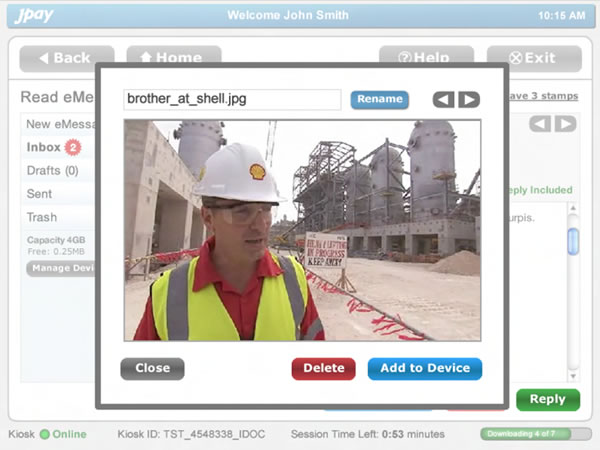 jpay
Welcome John Smith
10:15 AM
Back
Home
Help
Exit
Read eMe
ave 3 stamps
brother_at_shell.jpg
Rename
New eMessa
Inbox 2
Drafts (0)
Sent
Trash
Capacity 4GB
Free: 0.25MB
Manage Devi
eply Included
urpis.
IN PROGRESS
KEEP AWAY
Close
Delete
Add to Device
Reply
Kiosk Online
Kiosk ID: TST_4548338_IDOC
Session Time Left: 0:53 minutes
Downloading 4 of 7